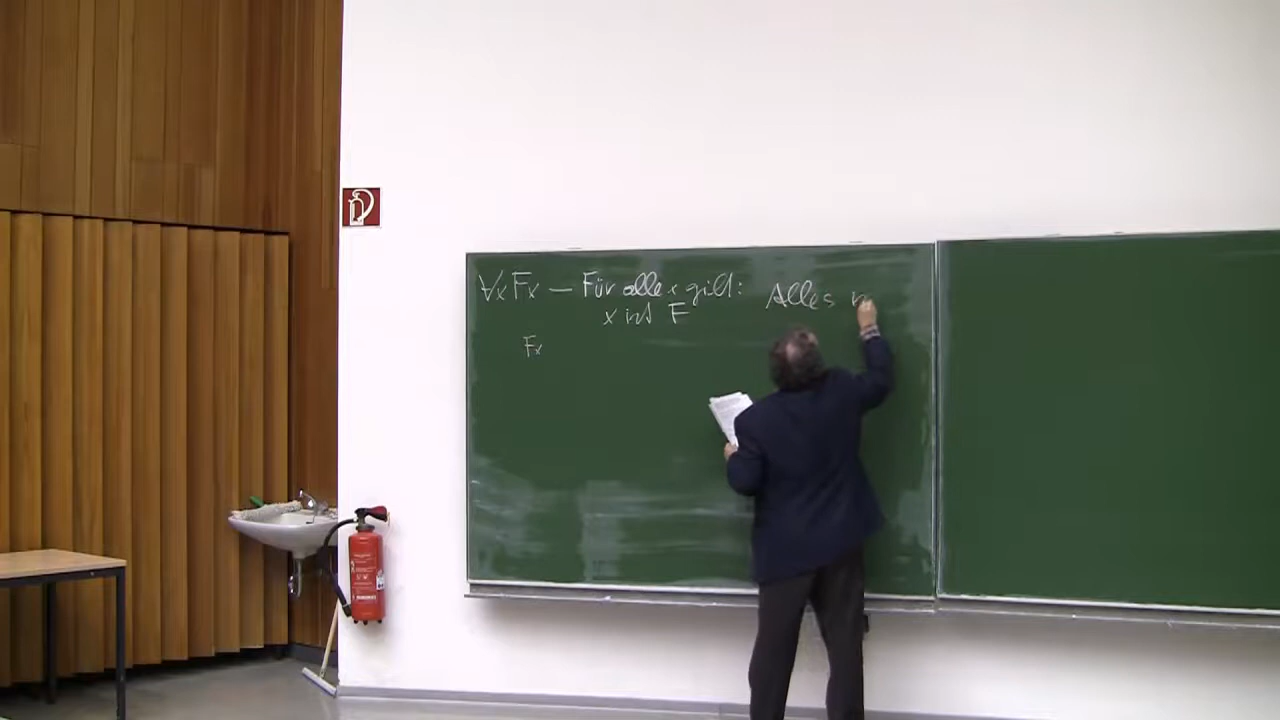 ∀x Fx — Für alle x gilt: Alles
x ist F
Fx